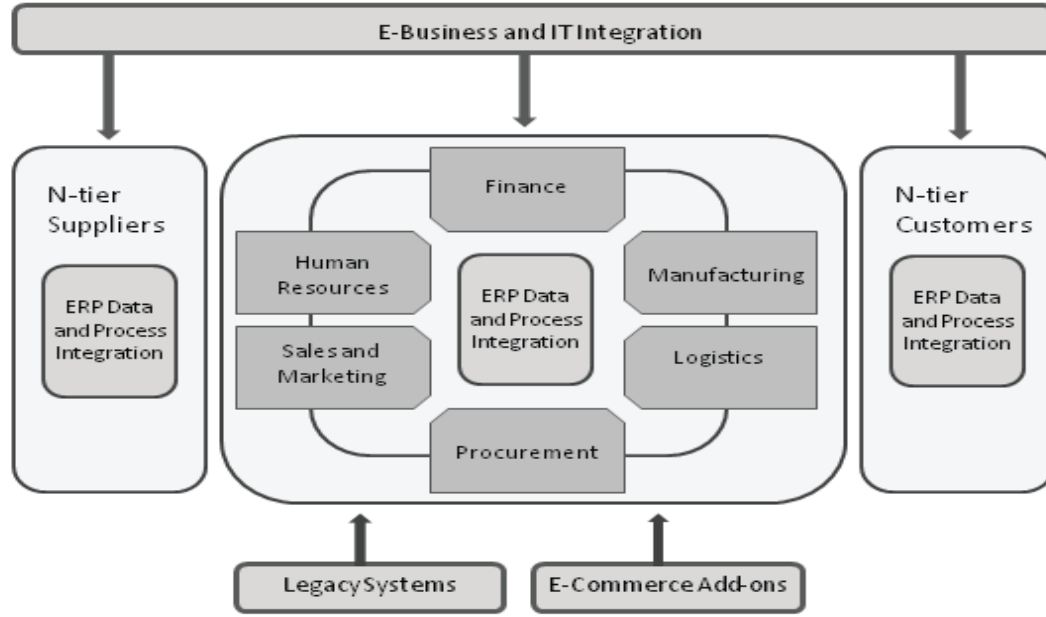 E-Business and IT Integration
N-tier
Suppliers
ERP Data
and Process
Integration
Finance
Human
Resources
Manufacturing
ERP Data
and Process
Integration
Sales and
Marketing
Logistics
Procurement
N-tier
Customers
ERP Data
and Process
Integration
Legacy Systems
E-Commerce Add-ons